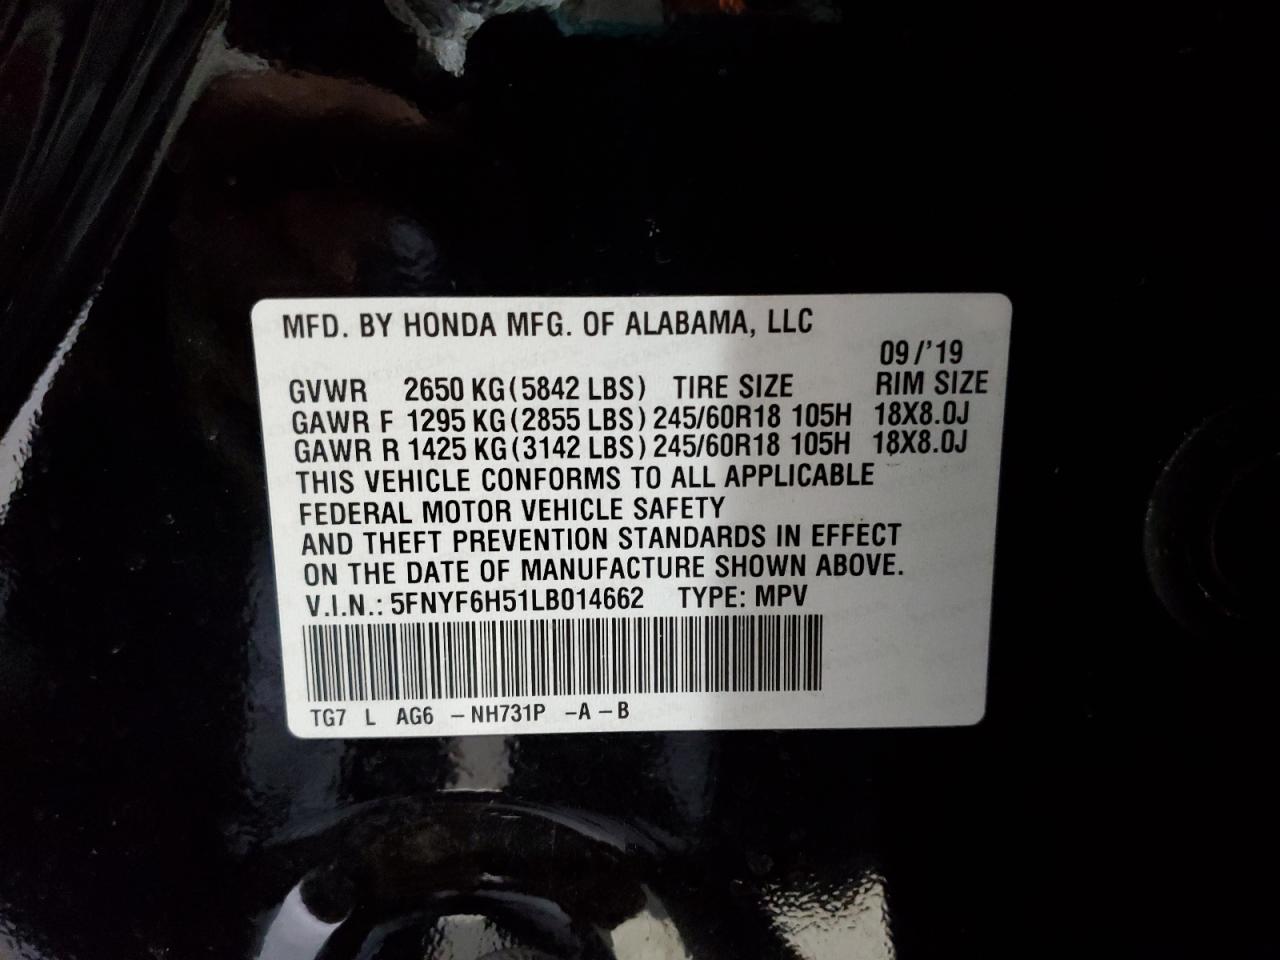 MFD. BY HONDA MFG. OF ALABAMA, LLC
09/'19
GVWR 2650 KG(5842 LBS) TIRE SIZE RIM SIZE
GAWR F 1295 KG(2855 LBS) 245/60R18 105H 18X8.0J
GAWR R 1425 KG(3142 LBS) 245/60R18 105H 18X8.0J
THIS VEHICLE CONFORMS TO ALL APPLICABLE
FEDERAL MOTOR VEHICLE SAFETY
AND THEFT PREVENTION STANDARDS IN EFFECT
ON THE DATE OF MANUFACTURE SHOWN ABOVE.
V.I.N.: 5FNYF6H51LB014662 TYPE: MPV
TG7 L AG6 -NH731P -A-B